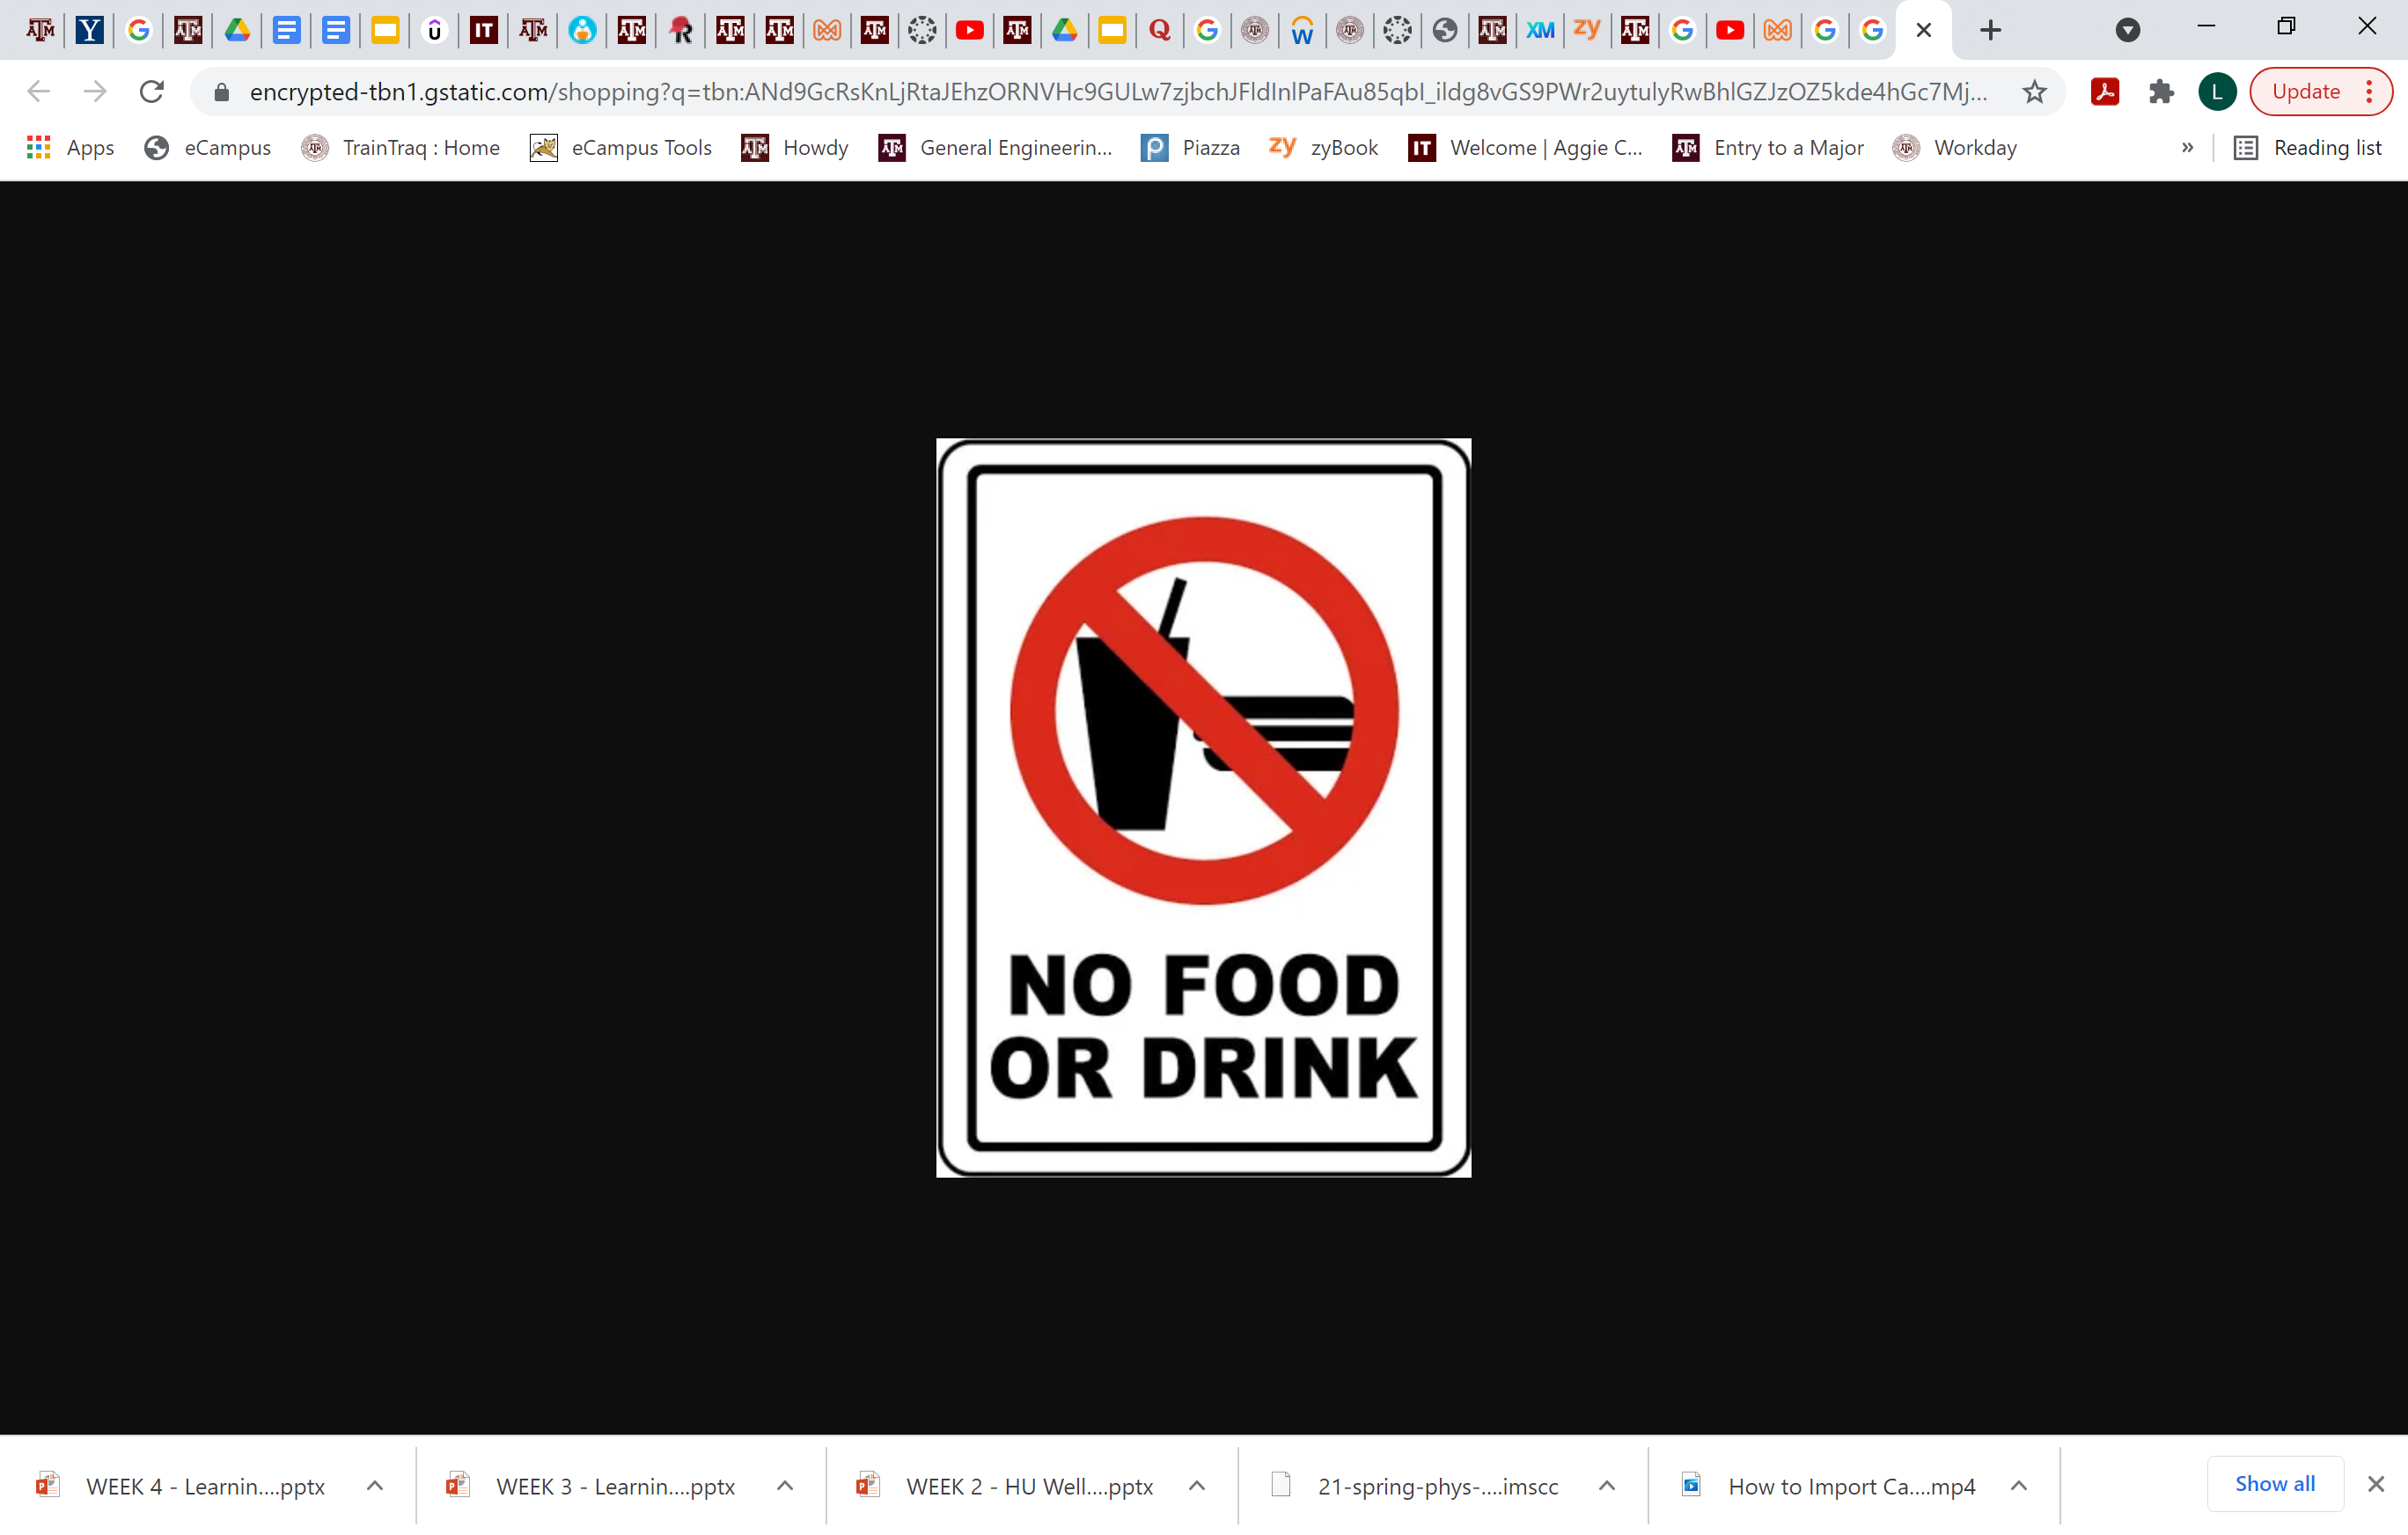 encrypted-tbn1.gstatic.com/shopping?q=tbn:ANd9GcRsKnLjRtaJEhzORNVHc9GULw7zjbchJFldInlPaFAu85qbI_ildg8vGS9PWr2uytulyRwBhlGZJzOZ5kde4hGc7Mj...
L
Update
Apps
eCampus
TrainTraq : Home
eCampus Tools
Howdy
General Engineerin...
Piazza
zyBook
Welcome | Aggie C...
Entry to a Major
Workday
»
Reading list
NO FOOD
OR DRINK
WEEK 4 - Learnin....pptx
WEEK 3 - Learnin....pptx
WEEK 2 - HU Well....pptx
21-spring-phys-....imscc
How to Import Ca....mp4
Show all